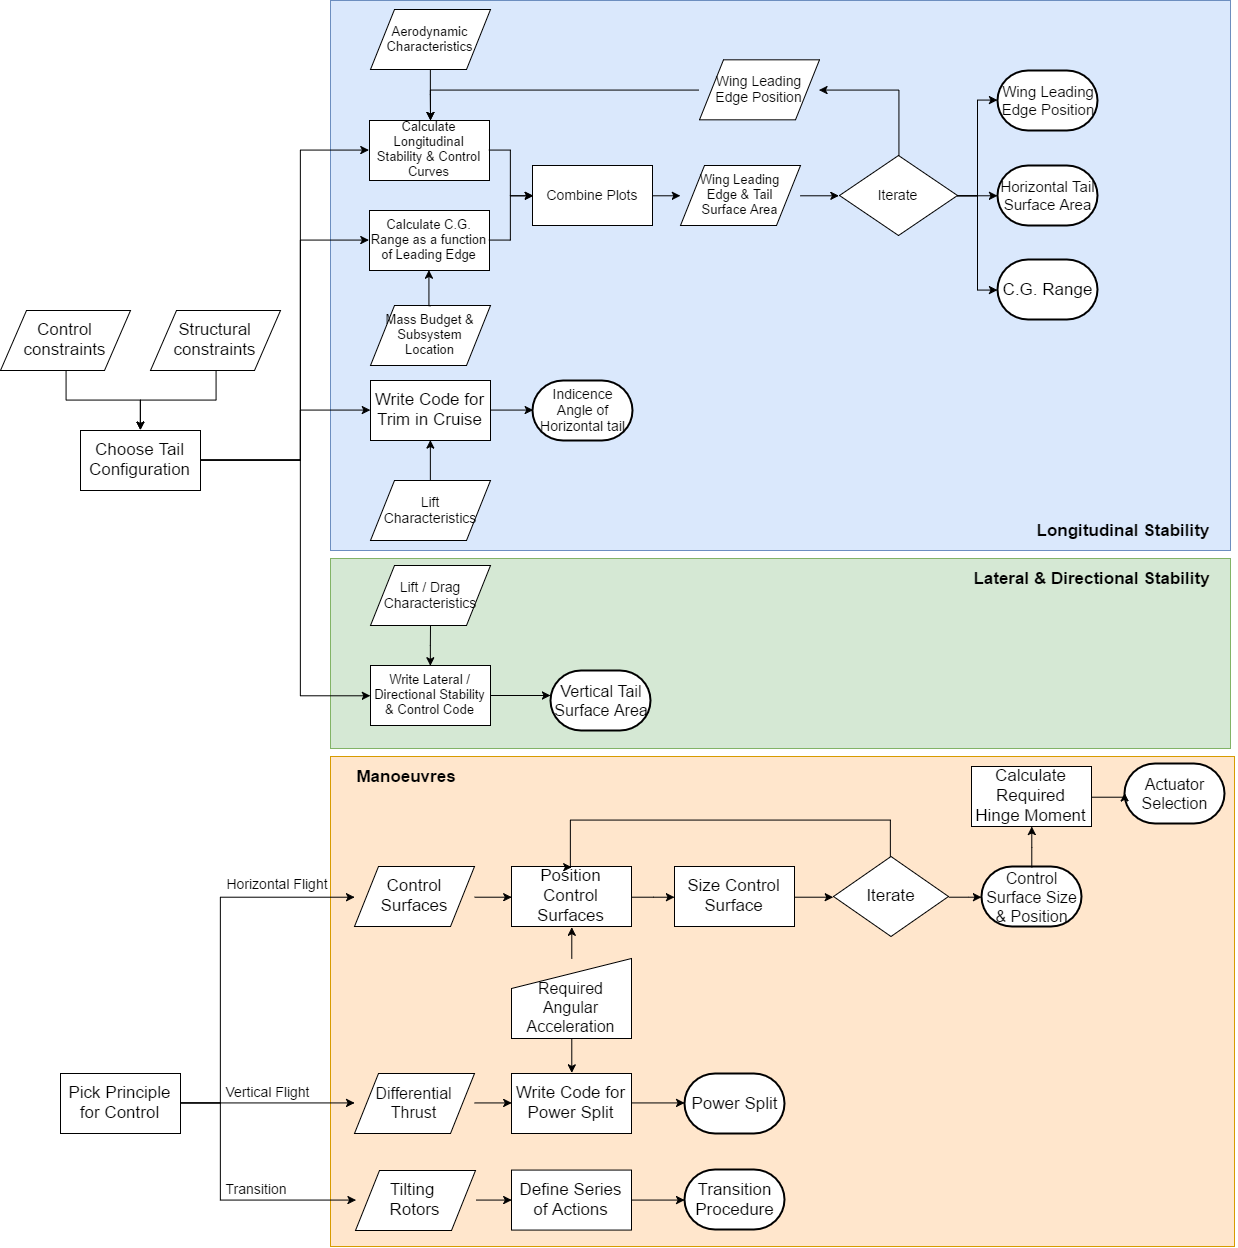 Aerodynamic
Characteristics
Wing Leading
Edge Position
Wing Leading
Edge Position
Calculate
Longitudinal
Stability & Control
Curves
Combine Plots
Wing Leading
Edge & Tail
Surface Area
Iterate
Horizontal Tail
Surface Area
Calculate C.G.
Range as a function
of Leading Edge
C.G. Range
Mass Budget &
Subsystem
Location
Control
constraints
Structural
constraints
Choose Tail
Configuration
Write Code for
Trim in Cruise
Indicence
Angle of
Horizontal tail
Lift
Characteristics
Longitudinal Stability
Lateral & Directional Stability
Lift / Drag
Characteristics
Write Lateral /
Directional Stability
& Control Code
Vertical Tail
Surface Area
Manoeuvres
Calculate
Required
Hinge Moment
Actuator
Selection
Horizontal Flight
Control
Surfaces
Position
Control
Surfaces
Size Control
Surface
Iterate
Control
Surface Size
& Position
Required
Angular
Acceleration
Pick Principle
for Control
Vertical Flight
Differential
Thrust
Write Code for
Power Split
Power Split
Transition
Tilting
Rotors
Define Series
of Actions
Transition
Procedure